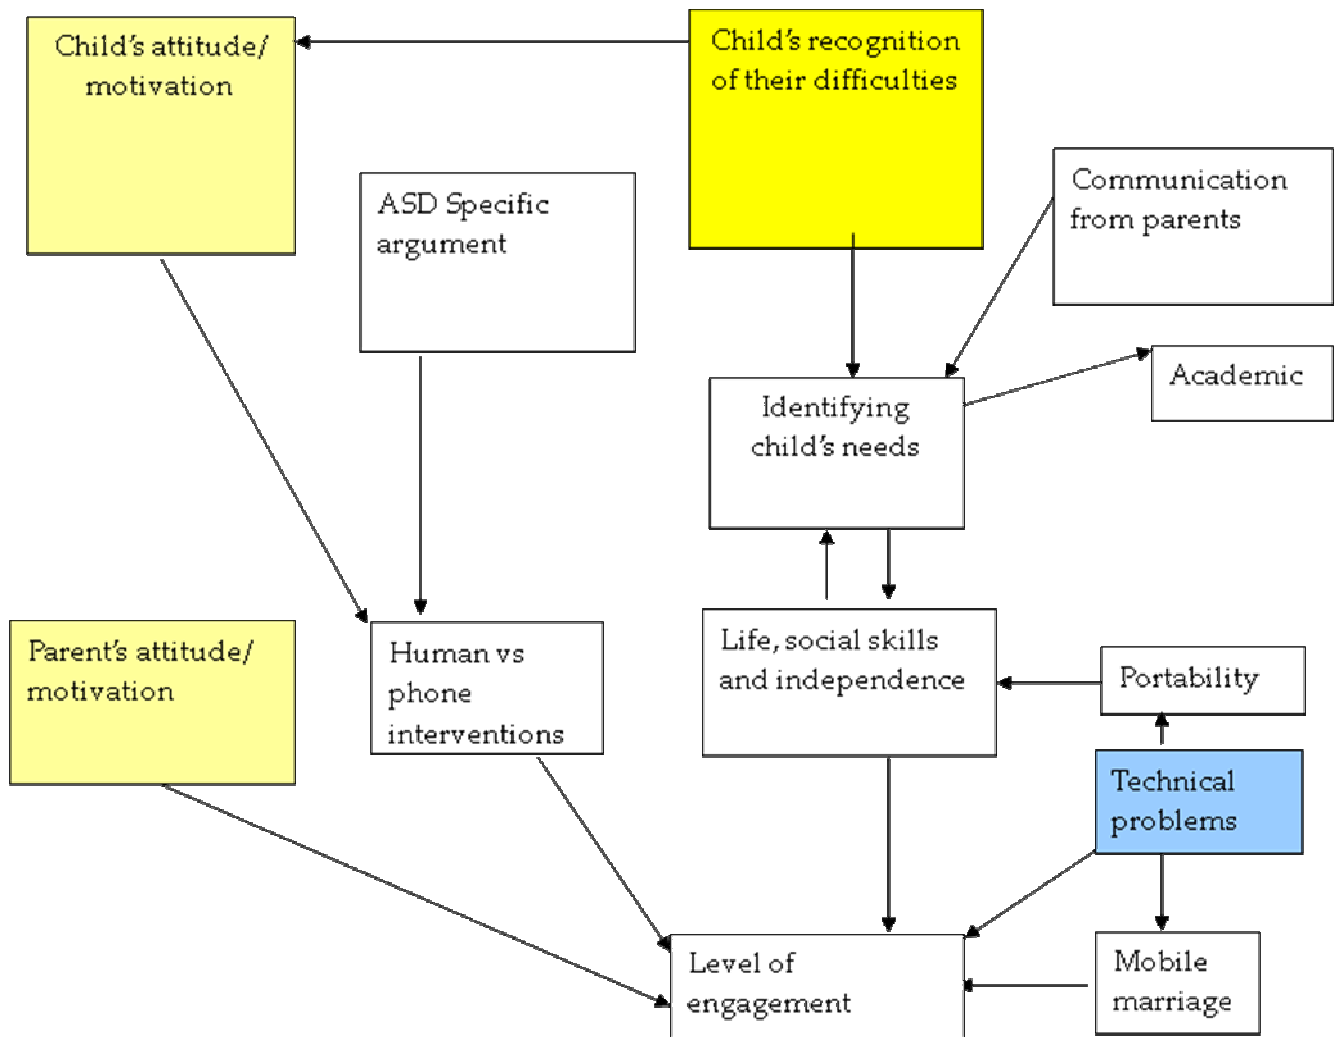 Child's attitude/
motivation
Child's recognition
of their difficulties
ASD Specific
argument
Communication
from parents
Academic
Identifying
child's needs
Parent's attitude/
motivation
Human vs
phone
interventions
Life, social skills
and independence
Portability
Technical
problems
Level of
engagement
Mobile
marriage